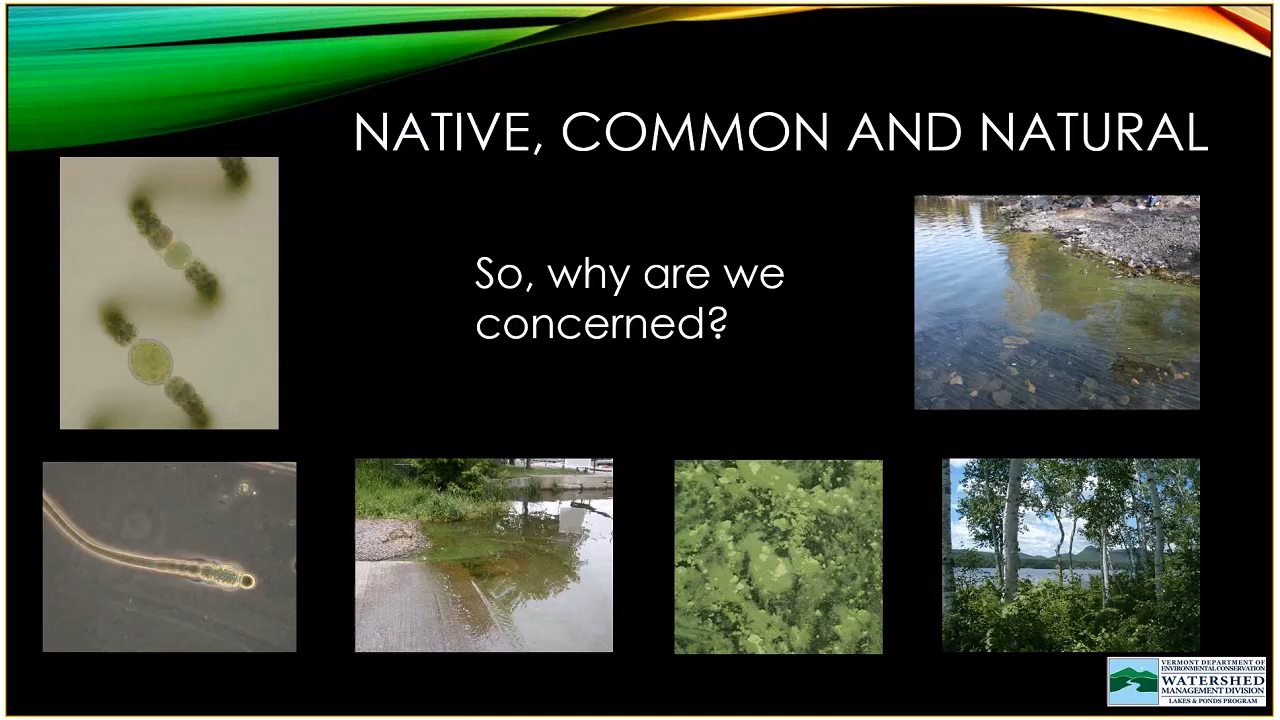 NATIVE, COMMON AND NATURAL
So, why are we
concerned?
VERMONT DEPARTMENT OF
ENVIRONMENTAL CONSERVATION
WATERSHED
MANAGEMENT DIVISION
LAKES & PONDS PROGRAM